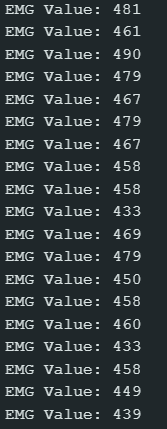 EMG Value: 481
EMG Value: 461
EMG Value: 490
EMG Value: 479
EMG Value: 467
EMG Value: 479
EMG Value: 467
EMG Value: 458
EMG Value: 458
EMG Value: 433
EMG Value: 469
EMG Value: 479
EMG Value: 450
EMG Value: 458
EMG Value: 460
EMG Value: 433
EMG Value: 458
EMG Value: 449
EMG Value: 439